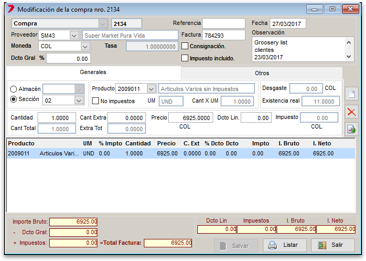 Modificación de la compra nro. 2134
Compra 2134 Referencia Fecha 27/03/2017
Proveedor SM43 Super Market Pura Vida Factura 784293 Observación
Moneda COL Tasa 1.00000000 Consignación. Groosery list
clientes
23/03/2017
Dcto Gral % 0.00 Impuesto incluido.
Generales Otros
Almacén Producto 2009011 Articulos Varios sin Impuestos Desgaste 0.00 COL
Sección 02 No impuestos UM UND Cant X UM 1.0000 Existencia real 11.0000
Cantidad 1.0000 Cant Extra 0.0000 Precio 6925.0000 Dcto Lin. 0.00 Impuesto 0.00
Cant Total 1.0000 Extra Tot 0.0000 COL COL
Producto UM % Impto Cantidad Precio C. Ext % Dcto Dcto Impto I. Bruto I. Neto
2009011 Articulos Vari... UND 0.00 1.0000 6925.00 0.0000 0.00 0.00 0.00 6925.00 6925.00
Importe Bruto: 6925.00 Dcto Lin Impuestos I. Bruto I. Neto
- Dcto Gral: 0.00 0.00 0.00 6925.00 6925.00
+ Impuestos: 0.00 =Total Factura: 6925.00 Salvar Listar Salir